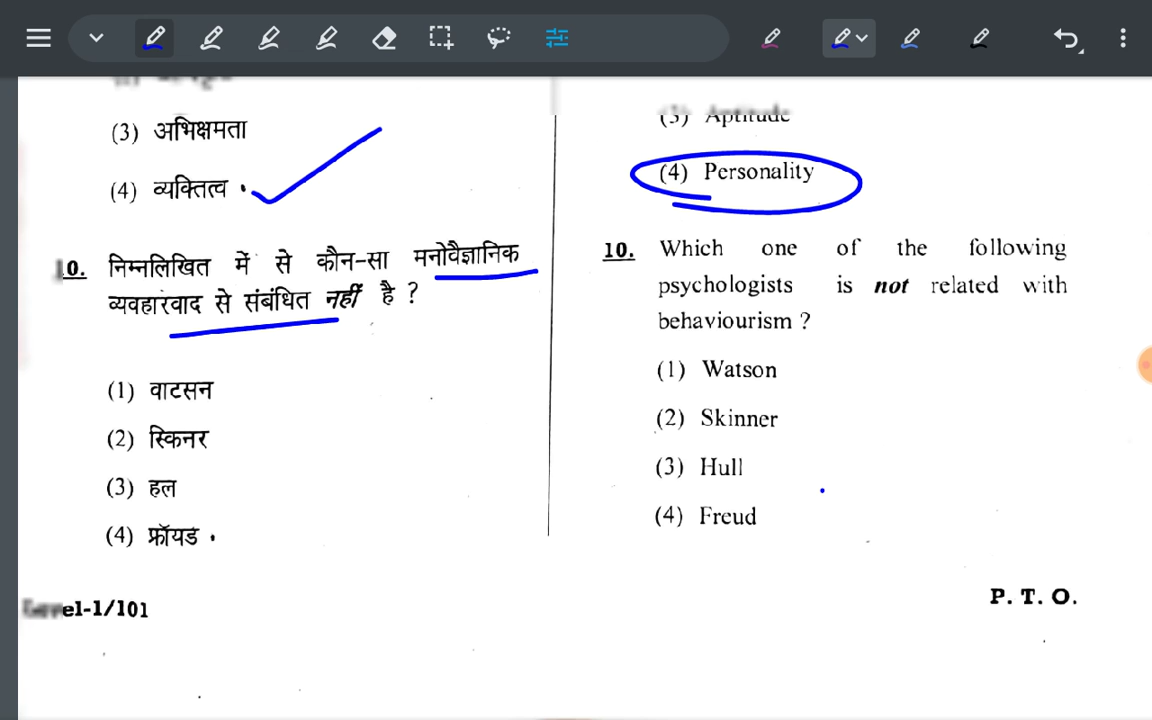 (3) अभिक्षमता
(4) व्यक्तित्व
10. निम्नलिखित में से कौन-सा मनोवैज्ञानिक
व्यवहारवाद से संबंधित नहीं है ?
(1) वाटसन
(2) स्किनर
(3) हल
(4) फ्रॉयड
(3) Aptitude
(4) Personality
10. Which one of the following
psychologists is not related with
behaviourism ?
(1) Watson
(2) Skinner
(3) Hull
(4) Freud
el-1/101
P. T. O.